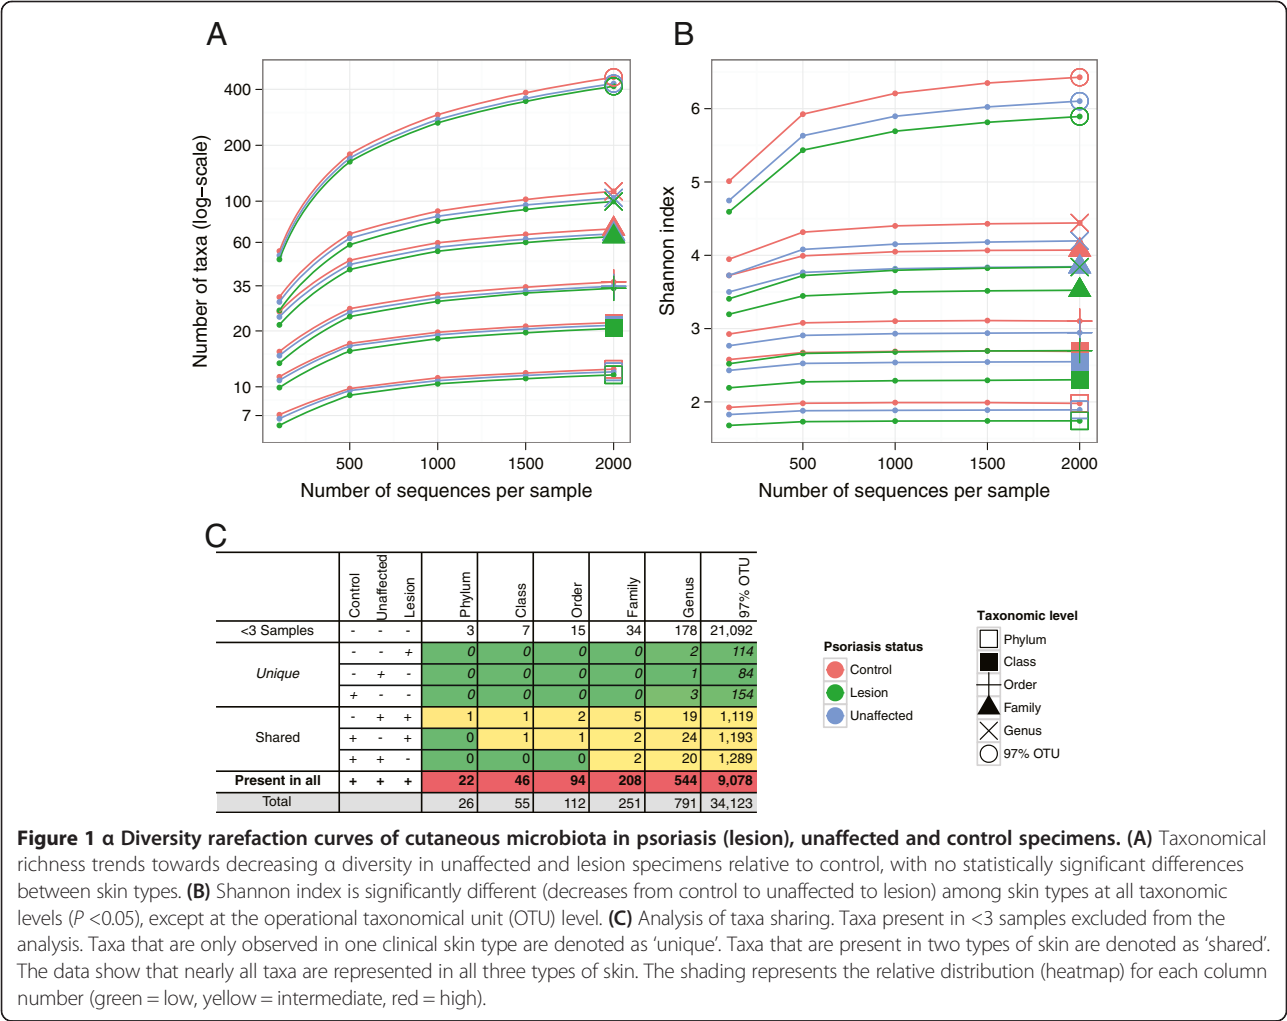 A
B
Number of taxa (log−scale)
400
200
100
60
35
20
10
7
500
1000
1500
2000
Number of sequences per sample
Shannon index
6
5
4
3
2
500
1000
1500
2000
Number of sequences per sample
C
Control
Unaffected
Lesion
Phylum
Class
Order
Family
Genus
97% OTU
<3 Samples - - - 3 7 15 34 178 21,092
- - + 0 0 0 0 2 114
Unique - + - 0 0 0 0 1 84
+ - - 0 0 0 0 3 154
- + + 1 1 2 5 19 1,119
Shared + - + 0 1 1 2 24 1,193
+ + - 0 0 0 2 20 1,289
Present in all + + + 22 46 94 208 544 9,078
Total 26 55 112 251 791 34,123
Psoriasis status
Control
Lesion
Unaffected
Taxonomic level
Phylum
Class
Order
Family
Genus
97% OTU
Figure 1 α Diversity rarefaction curves of cutaneous microbiota in psoriasis (lesion), unaffected and control specimens. (A) Taxonomical
richness trends towards decreasing α diversity in unaffected and lesion specimens relative to control, with no statistically significant differences
between skin types. (B) Shannon index is significantly different (decreases from control to unaffected to lesion) among skin types at all taxonomic
levels (P <0.05), except at the operational taxonomical unit (OTU) level. (C) Analysis of taxa sharing. Taxa present in <3 samples excluded from the
analysis. Taxa that are only observed in one clinical skin type are denoted as ‘unique’. Taxa that are present in two types of skin are denoted as ‘shared’.
The data show that nearly all taxa are represented in all three types of skin. The shading represents the relative distribution (heatmap) for each column
number (green = low, yellow = intermediate, red = high).